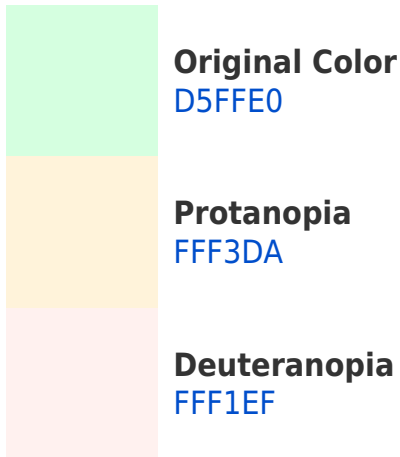 Original Color
D5FFE0
Protanopia
FFF3DA
Deuteranopia
FFF1EF